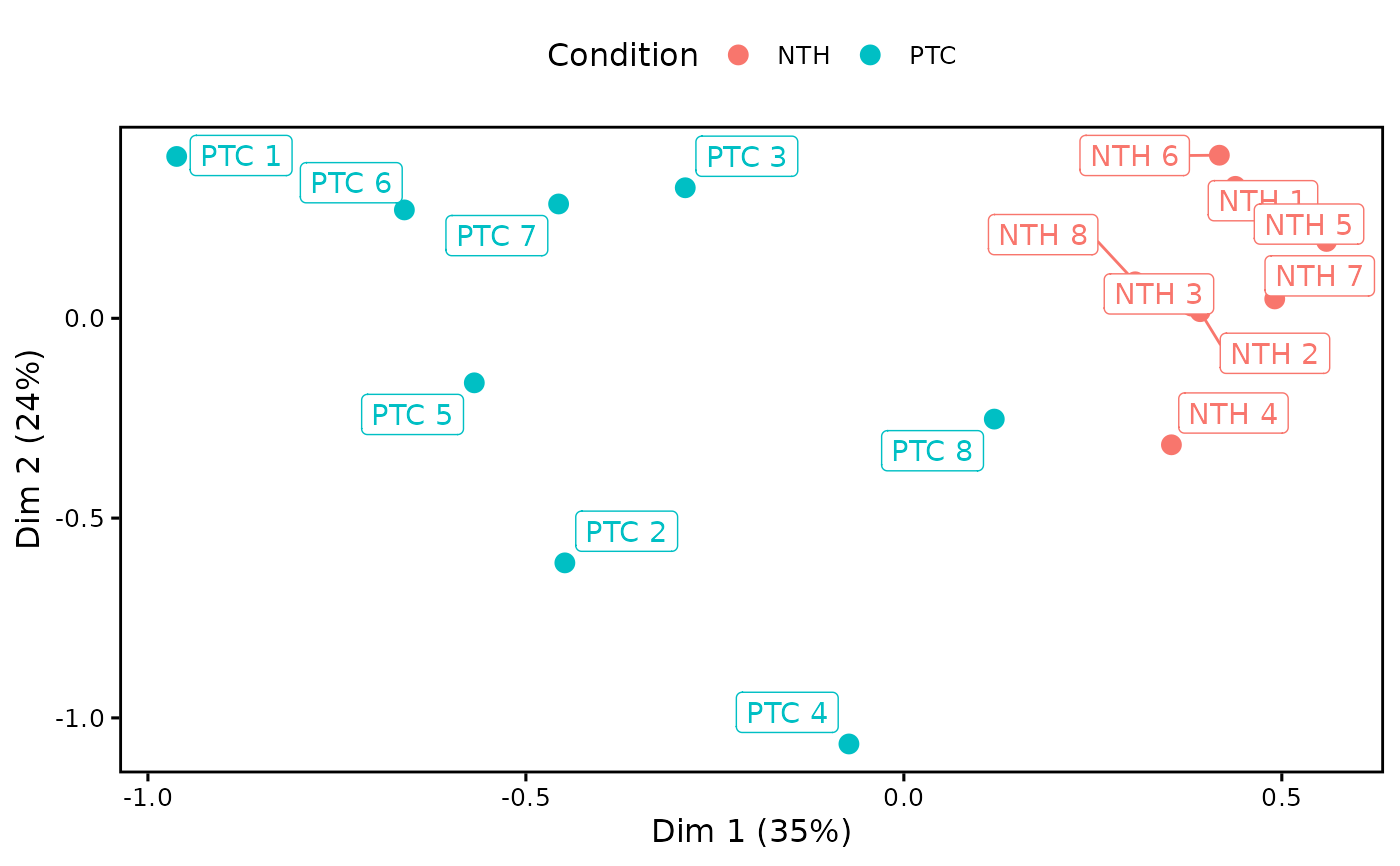 Condition NTH PTC
PTC 1
PTC 3
NTH 6
PTC 6
NTH 1
NTH 5
PTC 7
NTH 8
NTH 7
NTH 3
0.0
NTH 2
PTC 5
NTH 4
PTC 8
Dim 2 (24%)
-0.5
PTC 2
PTC 4
-1.0
-1.0 -0.5 0.0 0.5
Dim 1 (35%)